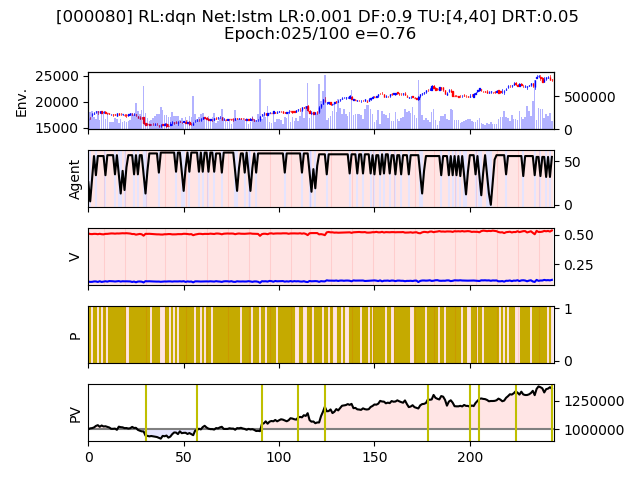 [000080] RL:dqn Net:lstm LR:0.001 DF:0.9 TU:[4,40] DRT:0.05
Epoch:025/100 e=0.76
Env.
25000
20000
15000
500000
0
Agent
50
0
V
0.50
0.25
P
1
0
PV
1250000
1000000
0
50
100
150
200